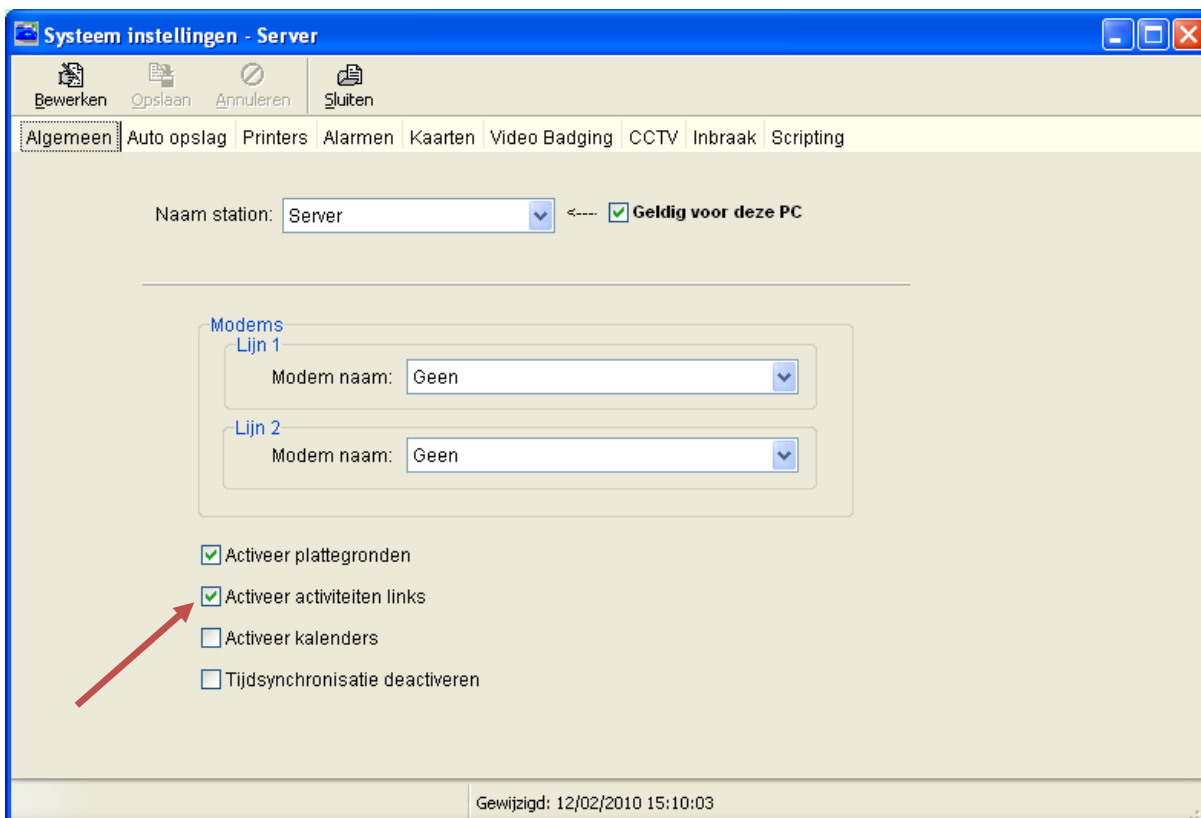 Systeem instellingen - Server
Bewerken Opslaan Annuleren Sluiten
Algemeen Auto opslag Printers Alarmen Kaarten Video Badging CCTV Inbraak Scripting
Naam station: Server <---- Geldig voor deze PC
Modems
Lijn 1
Modem naam: Geen
Lijn 2
Modem naam: Geen
Activeer plattegronden
Activeer activiteiten links
Activeer kalenders
Tijdsynchronisatie deactiveren
Gewijzigd: 12/02/2010 15:10:03